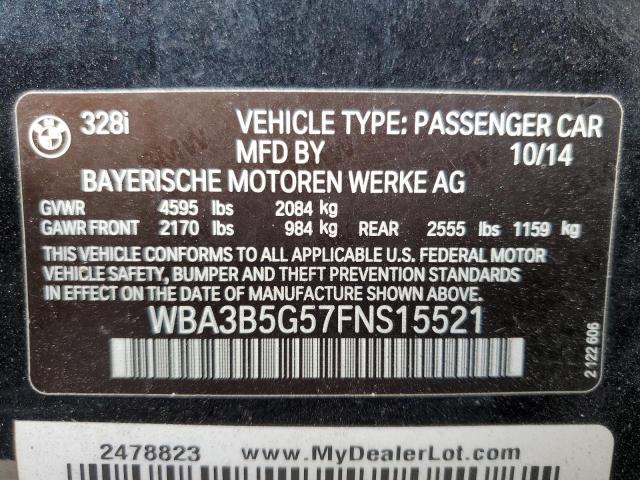 BMW
328i VEHICLE TYPE: PASSENGER CAR
MFD BY 10/14
BAYERISCHE MOTOREN WERKE AG
GVWR 4595 lbs 2084 kg
GAWR FRONT 2170 lbs 984 kg REAR 2555 lbs 1159 kg
THIS VEHICLE CONFORMS TO ALL APPLICABLE U.S. FEDERAL MOTOR
VEHICLE SAFETY, BUMPER AND THEFT PREVENTION STANDARDS
IN EFFECT ON THE DATE OF MANUFACTURE SHOWN ABOVE.
WBA3B5G57FNS15521
2 122 606
2478823 www.MyDealerLot.com